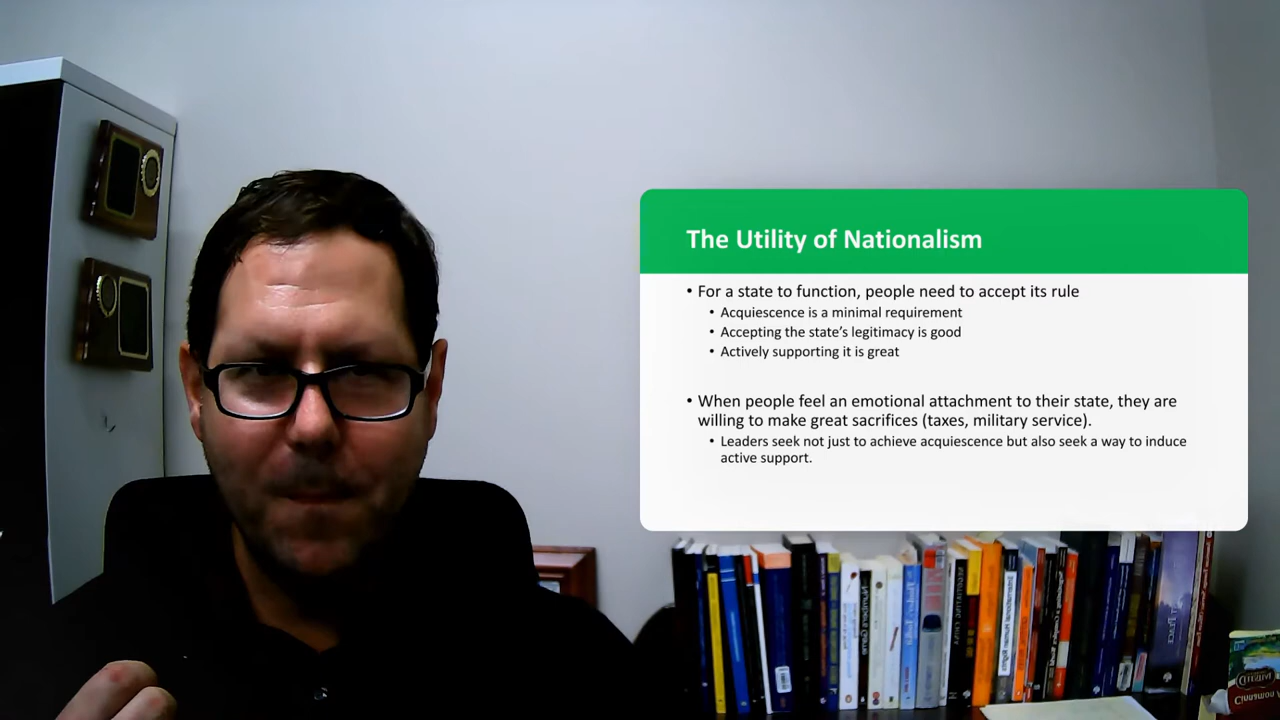 The Utility of Nationalism
• For a state to function, people need to accept its rule
• Acquiescence is a minimal requirement
• Accepting the state’s legitimacy is good
• Actively supporting it is great
• When people feel an emotional attachment to their state, they are
willing to make great sacrifices (taxes, military service).
• Leaders seek not just to achieve acquiescence but also seek a way to induce
active support.